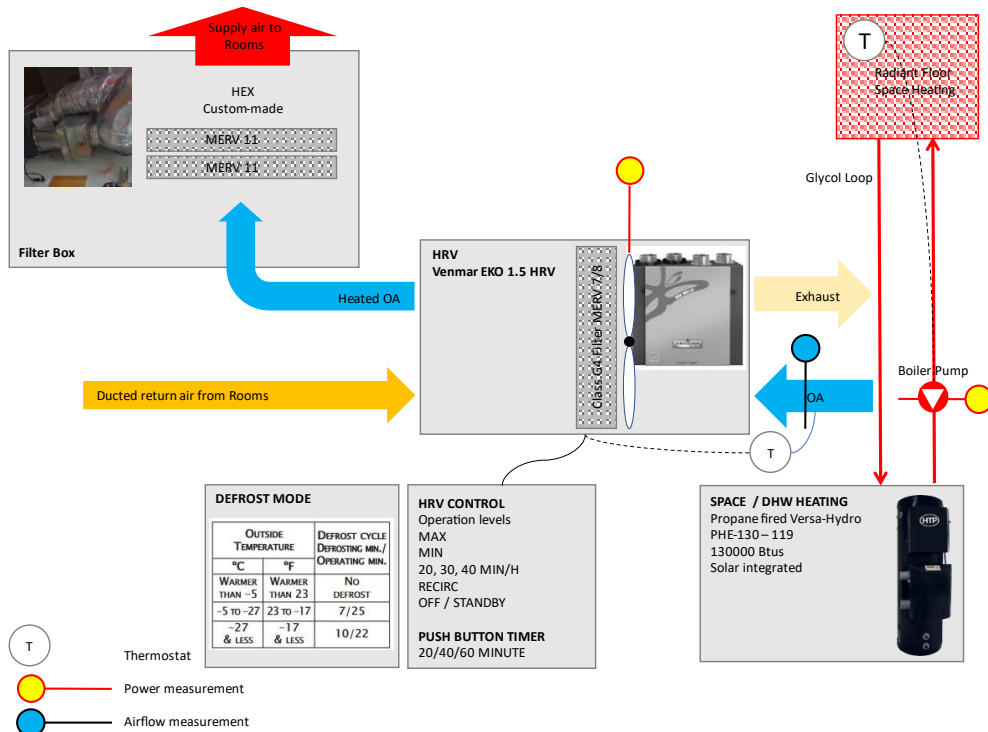 Supply air to
Rooms
HEX
Custom-made
MERV 11
MERV 11
Filter Box
T
Radiant Floor
Space Heating
Glycol Loop
HRV
Venmar EKO 1.5 HRV
Class G4 Filter MERV 7/8
Heated OA
Exhaust
Ducted return air from Rooms
OA
Boiler Pump
T
DEFROST MODE
OUTSIDE
TEMPERATURE
DEFROST CYCLE
DEFROSTING MIN./
OPERATING MIN.
°C °F
WARMER
THAN −5
WARMER
THAN 23
NO
DEFROST
−5 TO −27 23 TO −17 7/25
−27
& LESS
−17
& LESS
10/22
HRV CONTROL
Operation levels
MAX
MIN
20, 30, 40 MIN/H
RECIRC
OFF / STANDBY
PUSH BUTTON TIMER
20/40/60 MINUTE
SPACE / DHW HEATING
Propane fired Versa-Hydro
PHE-130 – 119
130000 Btus
Solar integrated
HTP
T
Thermostat
Power measurement
Airflow measurement